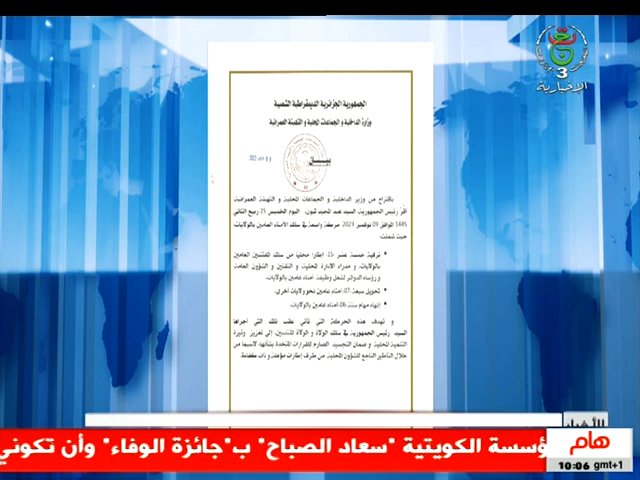 3
الإخبارية
الجمهورية الجزائرية الديمقراطية الشعبية
وزارة الداخلية و الجماعات المحلية و التهيئة العمرانية
بيــان
باقتراح من وزير الداخلية و الجماعات المحلية و التهيئة العمرانية
أقرّ رئيس الجمهورية السيد عبد المجيد تبون، اليوم الخميس 25 ربيع الثاني
1445 الموافق 09 نوفمبر 2023 حركة واسعة في سلك الأمناء العامين بالولايات،
حيث شملت:
ترقية خمسة عشر -15- إطارا محليا من سلك المفتشين العامين
بالولايات، و مدراء الادارة المحلية، و التقنين و الشؤون العامة
و رؤساء الدوائر لشغل وظيفة أمناء عامين بالولايات،
تحويل سبعة -07- أمناء عامين نحو ولايات أخرى،
إنهاء مهام ستة -06- أمناء عامين بالولايات
و تهدف هذه الحركة التي تأتي عقب تلك التي أجراها
السيد رئيس الجمهورية في سلك الولاة و الولاة المنتدبين، إلى تعزيز وتيرة
التنمية المحلية و ضمان التجسيد الصارم للقرارات المتخذة بشأنها، لاسيما من
خلال التأطير الناجع للشؤون المحلية من طرف إطارات مؤهلة و ذات كفاءة.
هام
ؤسسة الكويتية "سعاد الصباح" ب"جائزة الوفاء" وأن تكوني
10:06 gmt+1